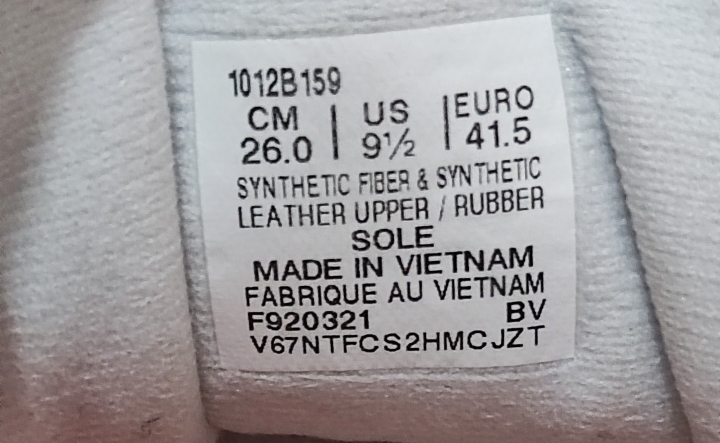 1012B159
CM | US | EURO
26.0 | 9½ | 41.5
SYNTHETIC FIBER & SYNTHETIC
LEATHER UPPER / RUBBER
SOLE
MADE IN VIETNAM
FABRIQUE AU VIETNAM
F920321 BV
V67NTFCS2HMCJZT